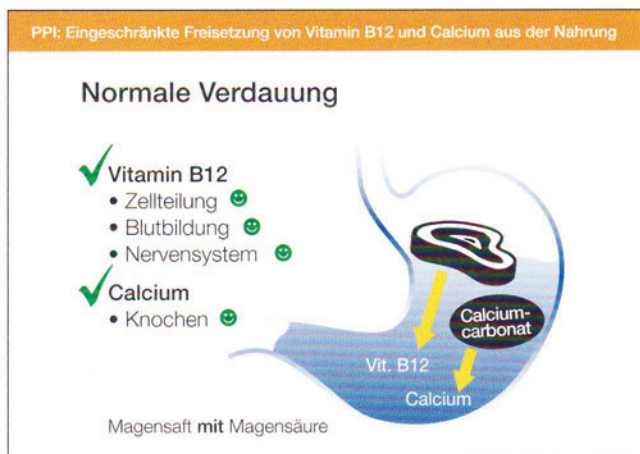 PPI: Eingeschränkte Freisetzung von Vitamin B12 und Calcium aus der Nahrung
Normale Verdauung
Vitamin B12
• Zellteilung
• Blutbildung
• Nervensystem
Calcium
• Knochen
Calcium-
carbonat
Vit. B12
Calcium
Magensaft mit Magensäure